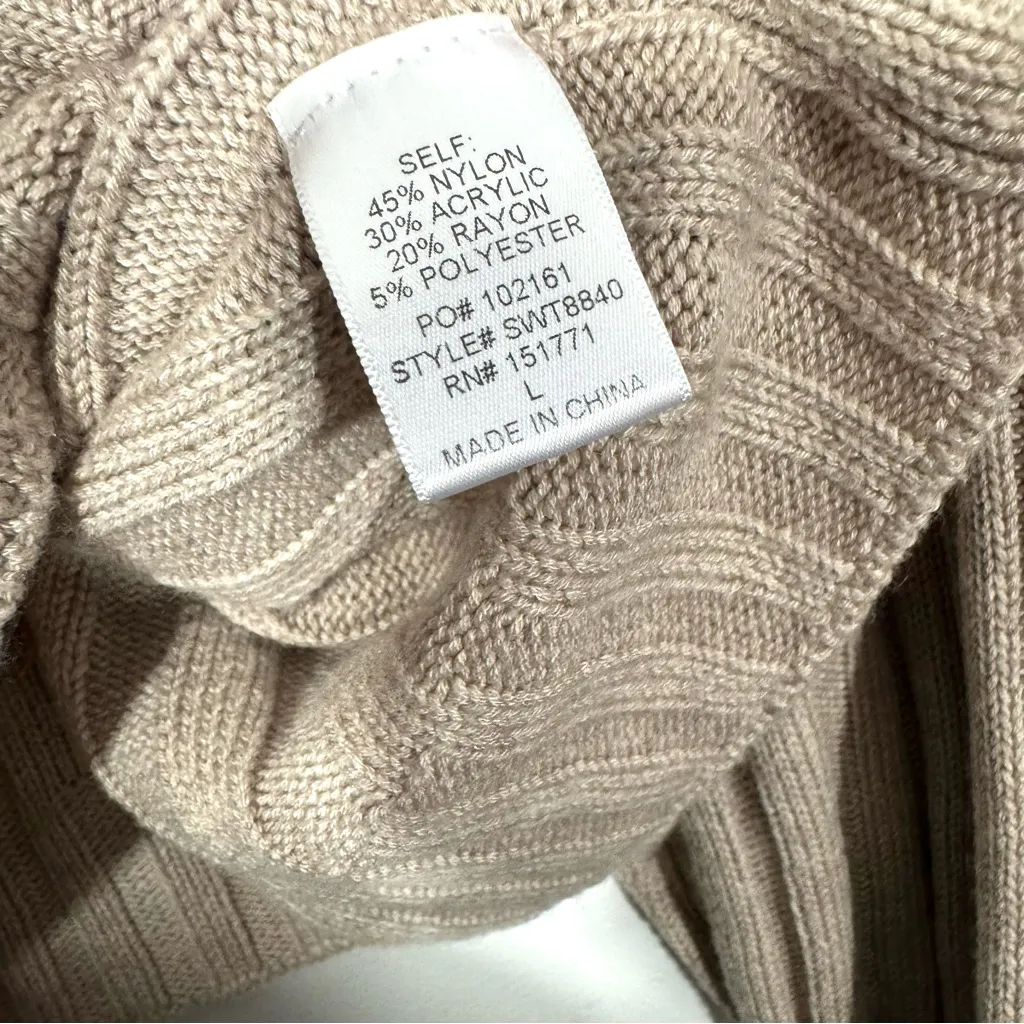 SELF:
45% NYLON
30% ACRYLIC
20% RAYON
5% POLYESTER
PO# 102161
STYLE# SWT8840
RN# 151771
L
MADE IN CHINA